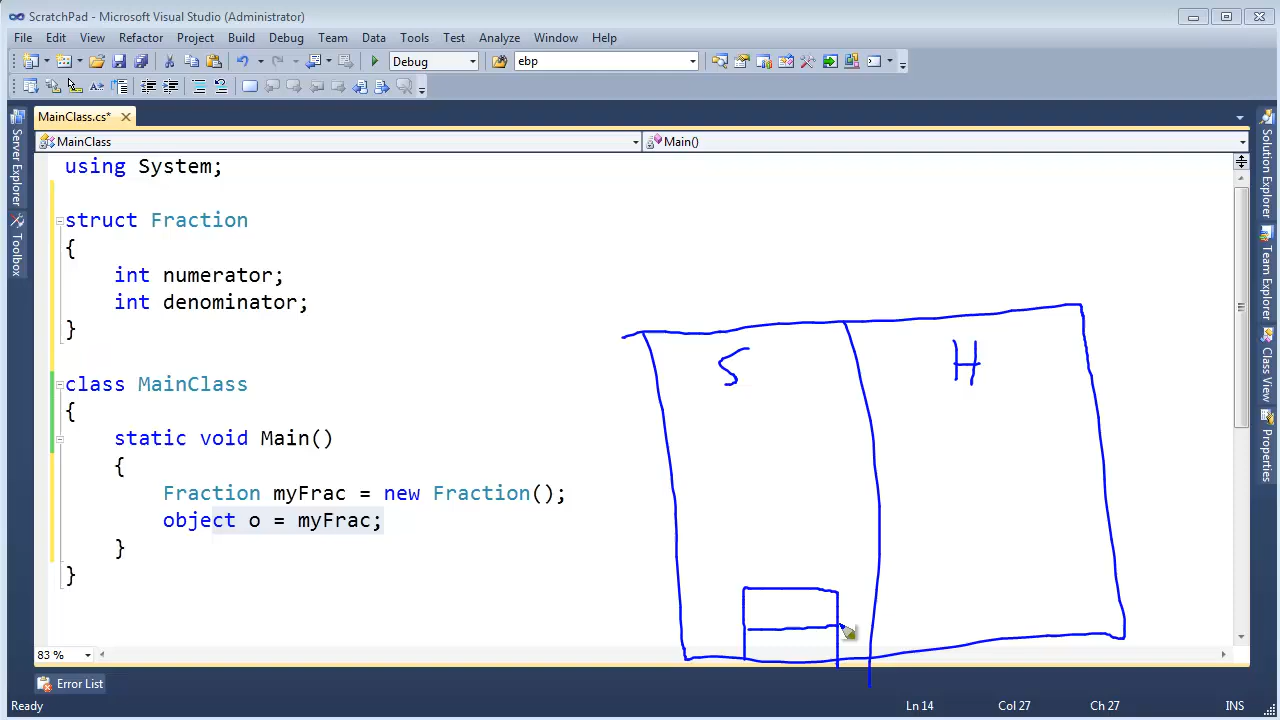 ScratchPad - Microsoft Visual Studio (Administrator)
File Edit View Refactor Project Build Debug Team Data Tools Test Analyze Window Help
Debug ebp
MainClass.cs*
MainClass Main()
using System;
struct Fraction
{
int numerator;
int denominator;
}
class MainClass
{
static void Main()
{
Fraction myFrac = new Fraction();
object o = myFrac;
}
}
S H
Server Explorer
Toolbox
Solution Explorer
Team Explorer
Class View
Properties
83 %
Error List
Ready Ln 14 Col 27 Ch 27 INS